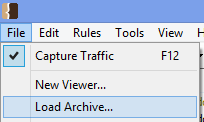 File Edit Rules Tools View
Capture Traffic F12
New Viewer...
Load Archive...